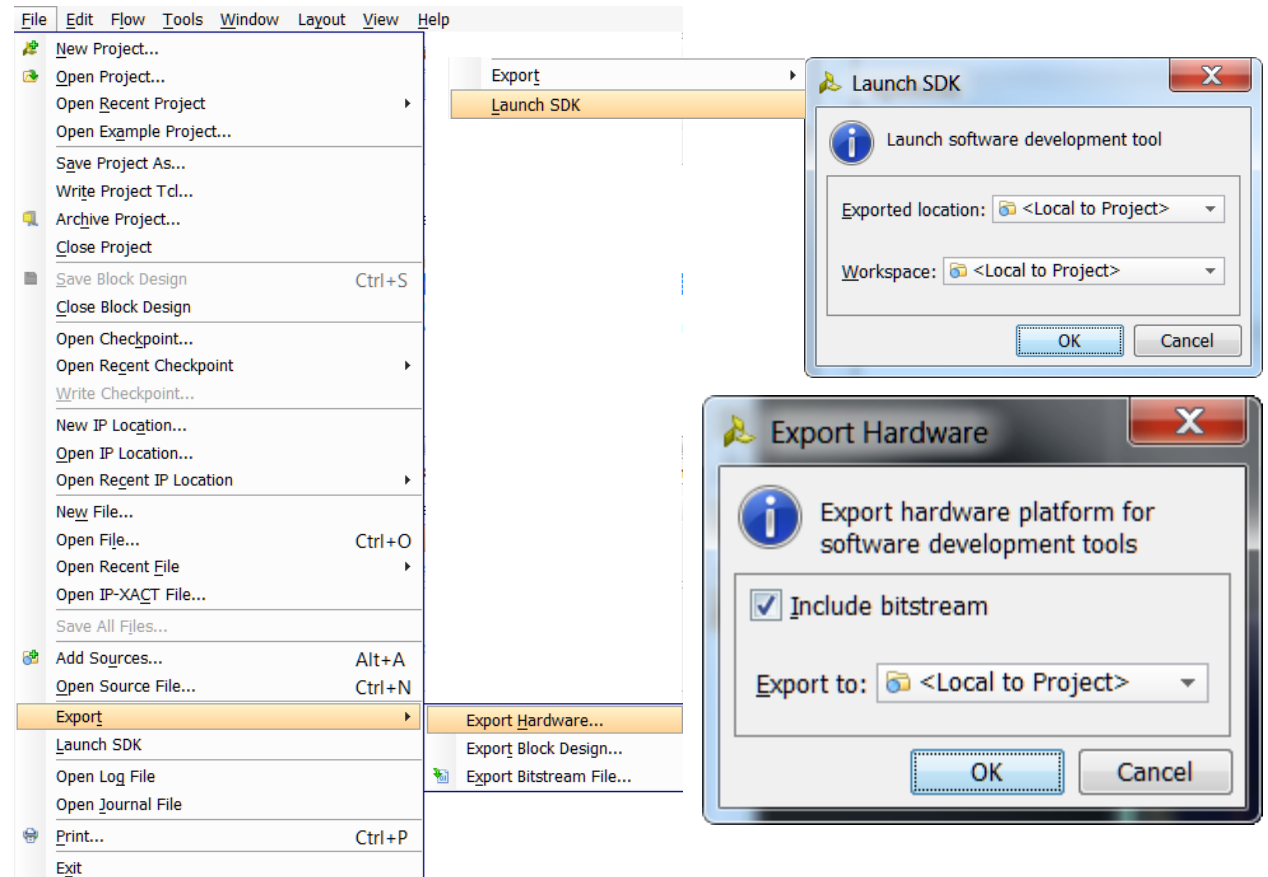 File Edit Flow Tools Window Layout View Help
New Project...
Open Project...
Open Recent Project
Open Example Project...
Save Project As...
Write Project Tcl...
Archive Project...
Close Project
Save Block Design Ctrl+S
Close Block Design
Open Checkpoint...
Open Recent Checkpoint
Write Checkpoint...
New IP Location...
Open IP Location...
Open Recent IP Location
New File...
Open File... Ctrl+O
Open Recent File
Open IP-XACT File...
Save All Files...
Add Sources... Alt+A
Open Source File... Ctrl+N
Export
Launch SDK
Open Log File
Open Journal File
Print... Ctrl+P
Exit
Export Hardware...
Export Block Design...
Export Bitstream File...
Export
Launch SDK
Launch SDK
Launch software development tool
Exported location: <Local to Project>
Workspace: <Local to Project>
OK Cancel
Export Hardware
Export hardware platform for
software development tools
Include bitstream
Export to: <Local to Project>
OK Cancel